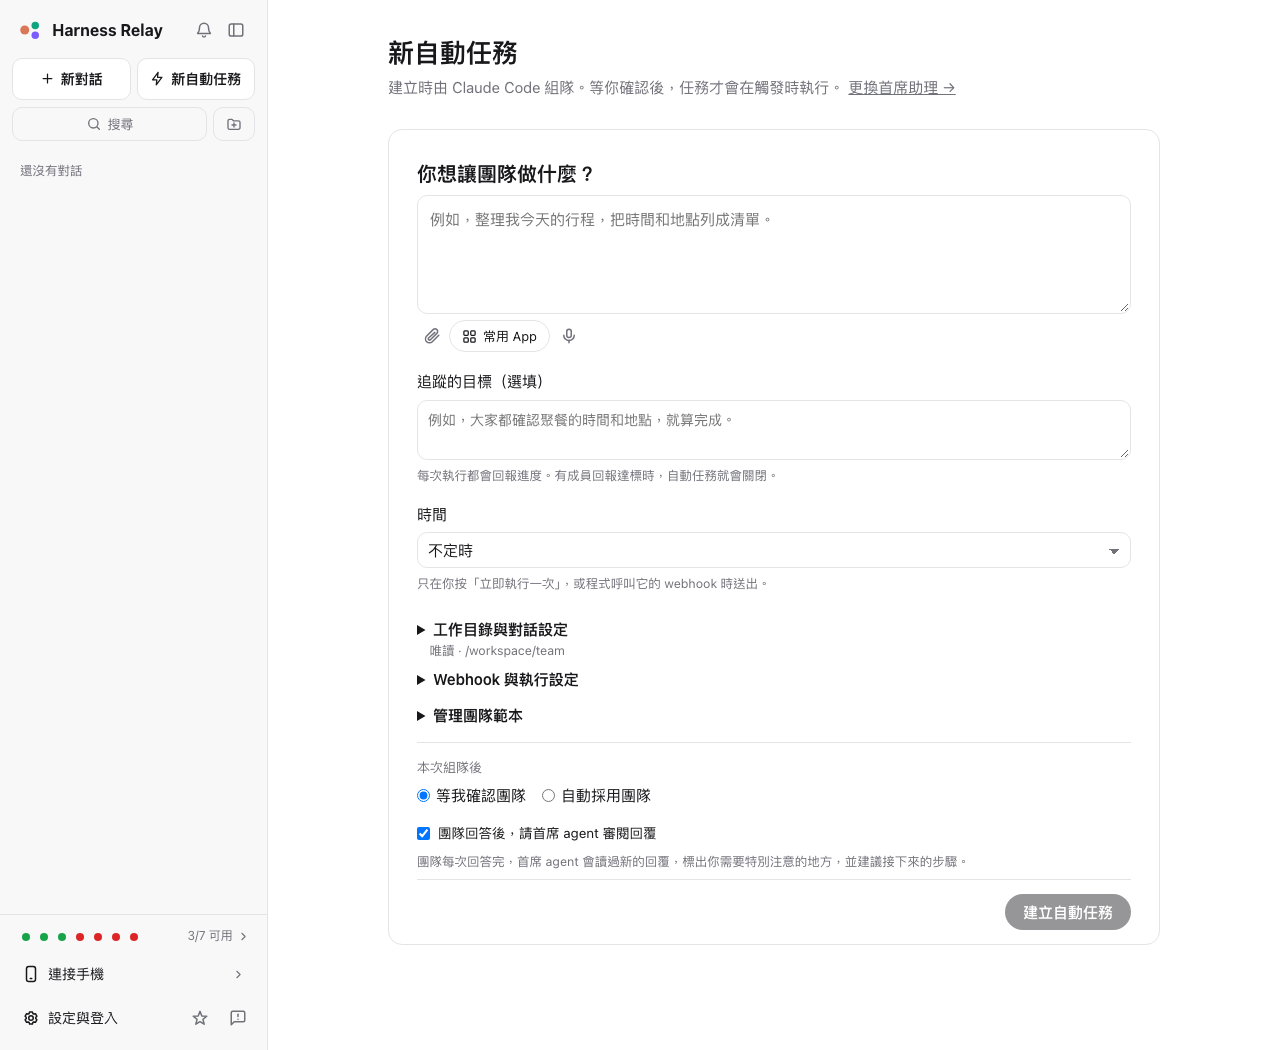 Harness Relay
新對話
新自動任務
搜尋
還沒有對話
3/7 可用
連接手機
設定與登入
新自動任務
建立時由 Claude Code 組隊。等你確認後，任務才會在觸發時執行。 更換首席助理 →
你想讓團隊做什麼？
例如，整理我今天的行程，把時間和地點列成清單。
常用 App
追蹤的目標（選填）
例如，大家都確認聚餐的時間和地點，就算完成。
每次執行都會回報進度。有成員回報達標時，自動任務就會關閉。
時間
不定時
只在你按「立即執行一次」，或程式呼叫它的 webhook 時送出。
工作目錄與對話設定
唯讀 · /workspace/team
Webhook 與執行設定
管理團隊範本
本次組隊後
等我確認團隊
自動採用團隊
團隊回答後，請首席 agent 審閱回覆
團隊每次回答完，首席 agent 會讀過新的回覆，標出你需要特別注意的地方，並建議接下來的步驟。
建立自動任務